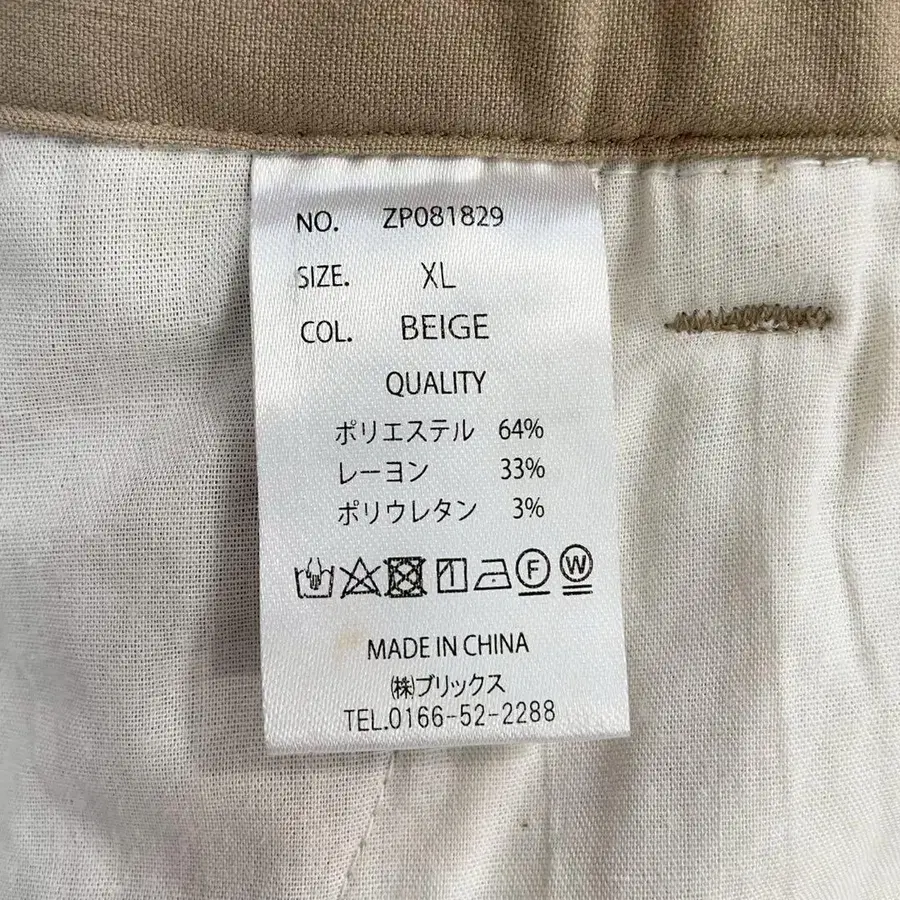 NO. ZP081829
SIZE. XL
COL. BEIGE
QUALITY
ポリエステル 64%
レーヨン 33%
ポリウレタン 3%
F W
MADE IN CHINA
㈱ブリックス
TEL.0166-52-2288